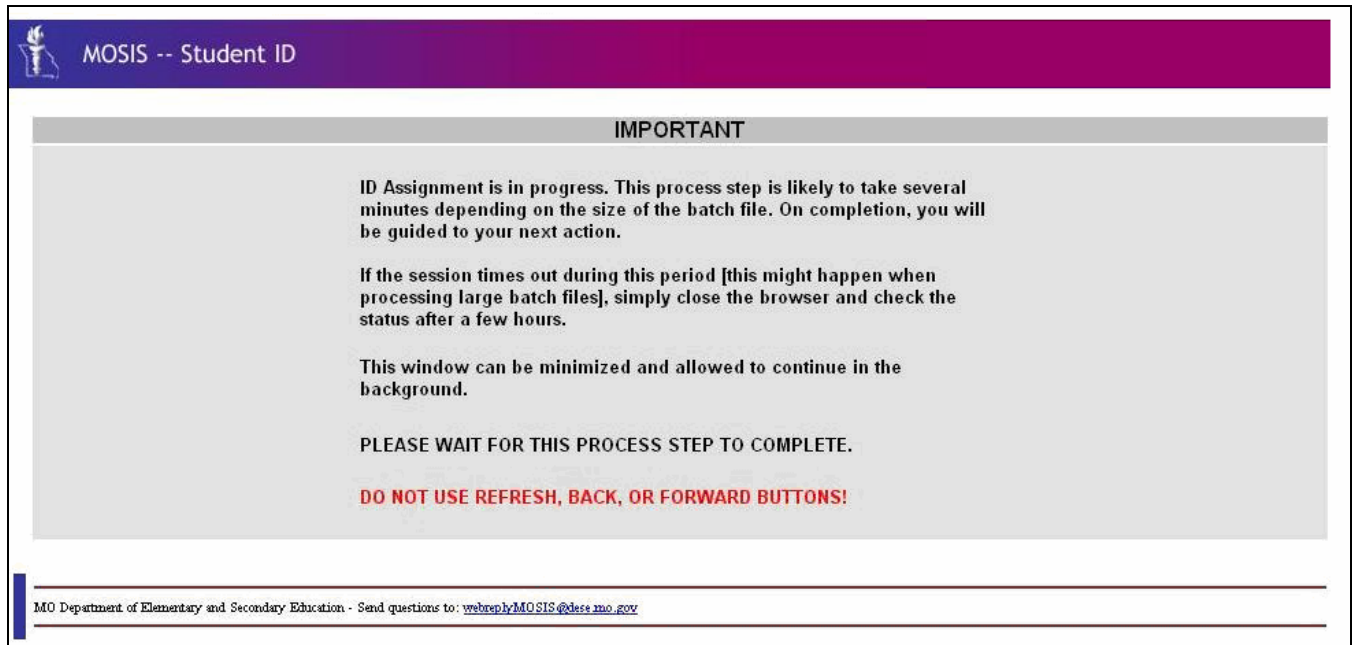 MOSIS -- Student ID
IMPORTANT
ID Assignment is in progress. This process step is likely to take several
minutes depending on the size of the batch file. On completion, you will
be guided to your next action.
If the session times out during this period [this might happen when
processing large batch files], simply close the browser and check the
status after a few hours.
This window can be minimized and allowed to continue in the
background.
PLEASE WAIT FOR THIS PROCESS STEP TO COMPLETE.
DO NOT USE REFRESH, BACK, OR FORWARD BUTTONS!
MO Department of Elementary and Secondary Education - Send questions to: webreplyMOSIS@dese.mo.gov